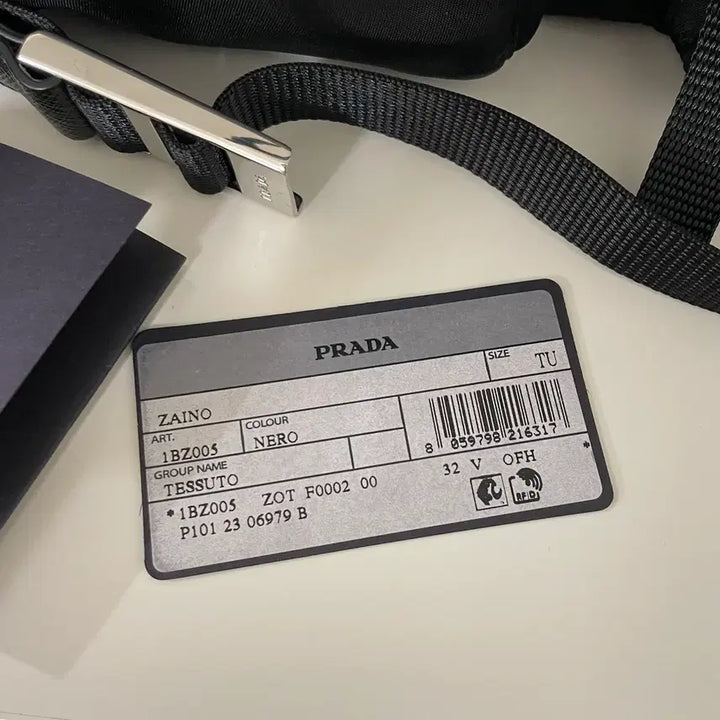 PRADA
SIZE TU
ZAINO
ART. 1BZ005
COLOUR NERO
8 059798 216317
GROUP NAME
TESSUTO
32 V OFH
*1BZ005 ZOT F0002 00 *
P101 23 06979 B
RFID